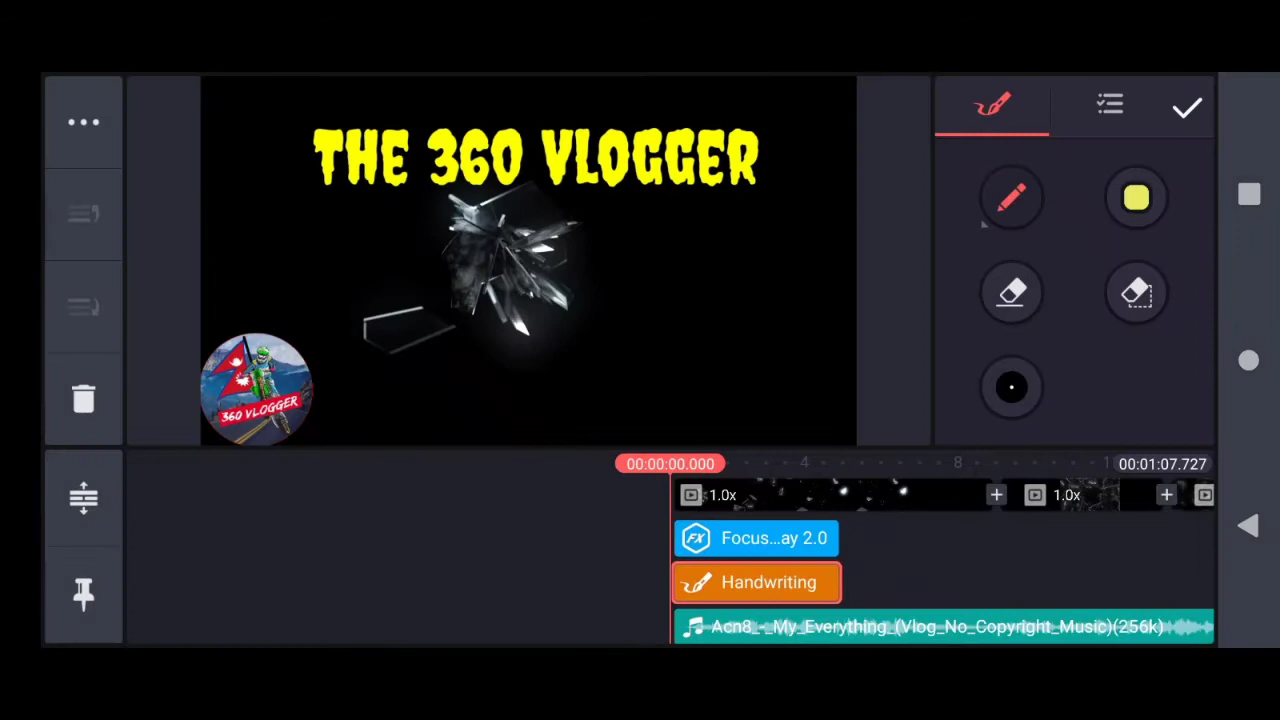 THE 360 VLOGGER
360 VLOGGER
00:00:00.000
4
8
1
00:01:07.727
1.0x
1.0x
Focus...ay 2.0
Handwriting
Acn8_-_My_Everything_(Vlog_No_Copyright_Music)(256k)